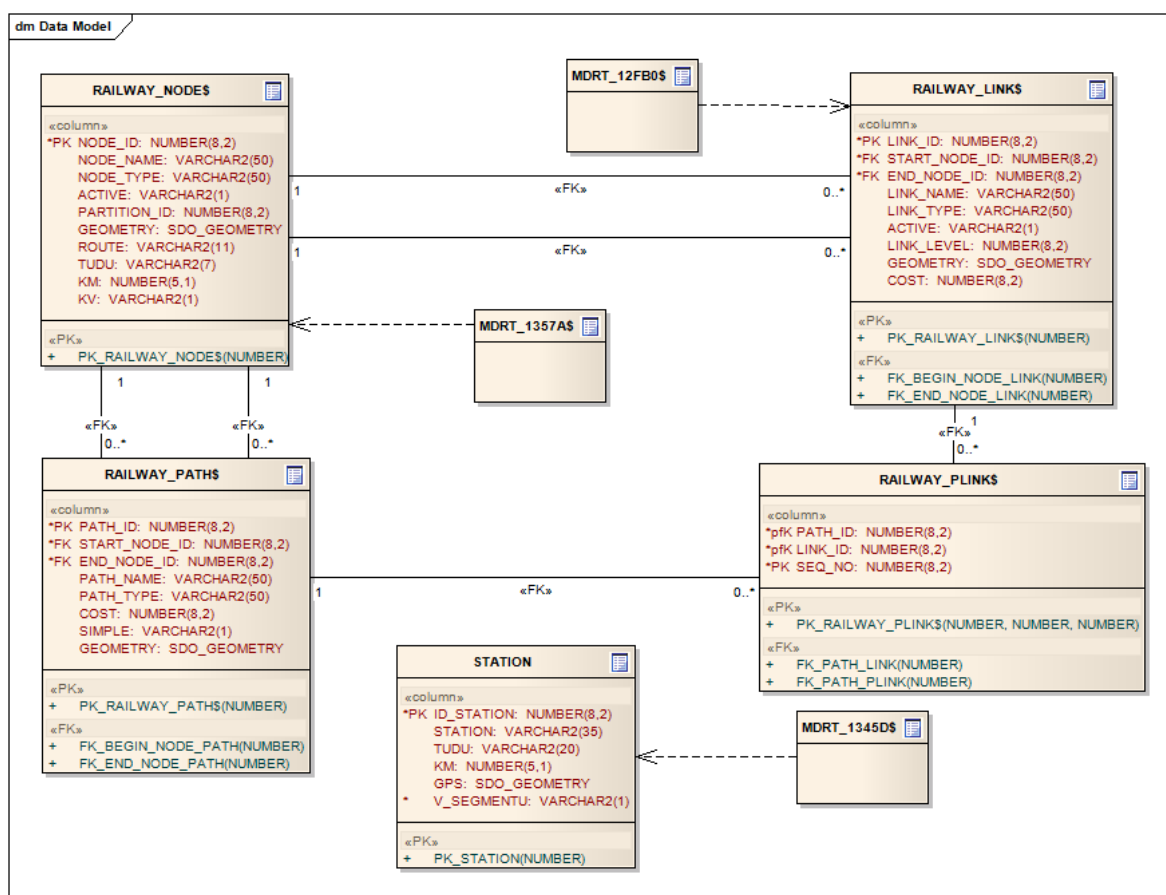 dm Data Model
RAILWAY_NODE$
«column»
*PK NODE_ID: NUMBER(8,2)
NODE_NAME: VARCHAR2(50)
NODE_TYPE: VARCHAR2(50)
ACTIVE: VARCHAR2(1)
PARTITION_ID: NUMBER(8,2)
GEOMETRY: SDO_GEOMETRY
ROUTE: VARCHAR2(11)
TUDU: VARCHAR2(7)
KM: NUMBER(5,1)
KV: VARCHAR2(1)
«PK»
+ PK_RAILWAY_NODE$(NUMBER)
MDRT_12FB0$
RAILWAY_LINK$
«column»
*PK LINK_ID: NUMBER(8,2)
*FK START_NODE_ID: NUMBER(8,2)
*FK END_NODE_ID: NUMBER(8,2)
LINK_NAME: VARCHAR2(50)
LINK_TYPE: VARCHAR2(50)
ACTIVE: VARCHAR2(1)
LINK_LEVEL: NUMBER(8,2)
GEOMETRY: SDO_GEOMETRY
COST: NUMBER(8,2)
«PK»
+ PK_RAILWAY_LINK$(NUMBER)
«FK»
+ FK_BEGIN_NODE_LINK(NUMBER)
+ FK_END_NODE_LINK(NUMBER)
1 «FK» 0..*
1 «FK» 0..*
MDRT_1357A$
1 1
«FK» «FK»
0..* 0..*
1
«FK»
0..*
RAILWAY_PATH$
«column»
*PK PATH_ID: NUMBER(8,2)
*FK START_NODE_ID: NUMBER(8,2)
*FK END_NODE_ID: NUMBER(8,2)
PATH_NAME: VARCHAR2(50)
PATH_TYPE: VARCHAR2(50)
COST: NUMBER(8,2)
SIMPLE: VARCHAR2(1)
GEOMETRY: SDO_GEOMETRY
«PK»
+ PK_RAILWAY_PATH$(NUMBER)
«FK»
+ FK_BEGIN_NODE_PATH(NUMBER)
+ FK_END_NODE_PATH(NUMBER)
1 «FK» 0..*
RAILWAY_PLINK$
«column»
*pfK PATH_ID: NUMBER(8,2)
*pfK LINK_ID: NUMBER(8,2)
*PK SEQ_NO: NUMBER(8,2)
«PK»
+ PK_RAILWAY_PLINK$(NUMBER, NUMBER, NUMBER)
«FK»
+ FK_PATH_LINK(NUMBER)
+ FK_PATH_PLINK(NUMBER)
STATION
«column»
*PK ID_STATION: NUMBER(8,2)
STATION: VARCHAR2(35)
TUDU: VARCHAR2(20)
KM: NUMBER(5,1)
GPS: SDO_GEOMETRY
* V_SEGMENTU: VARCHAR2(1)
«PK»
+ PK_STATION(NUMBER)
MDRT_1345D$